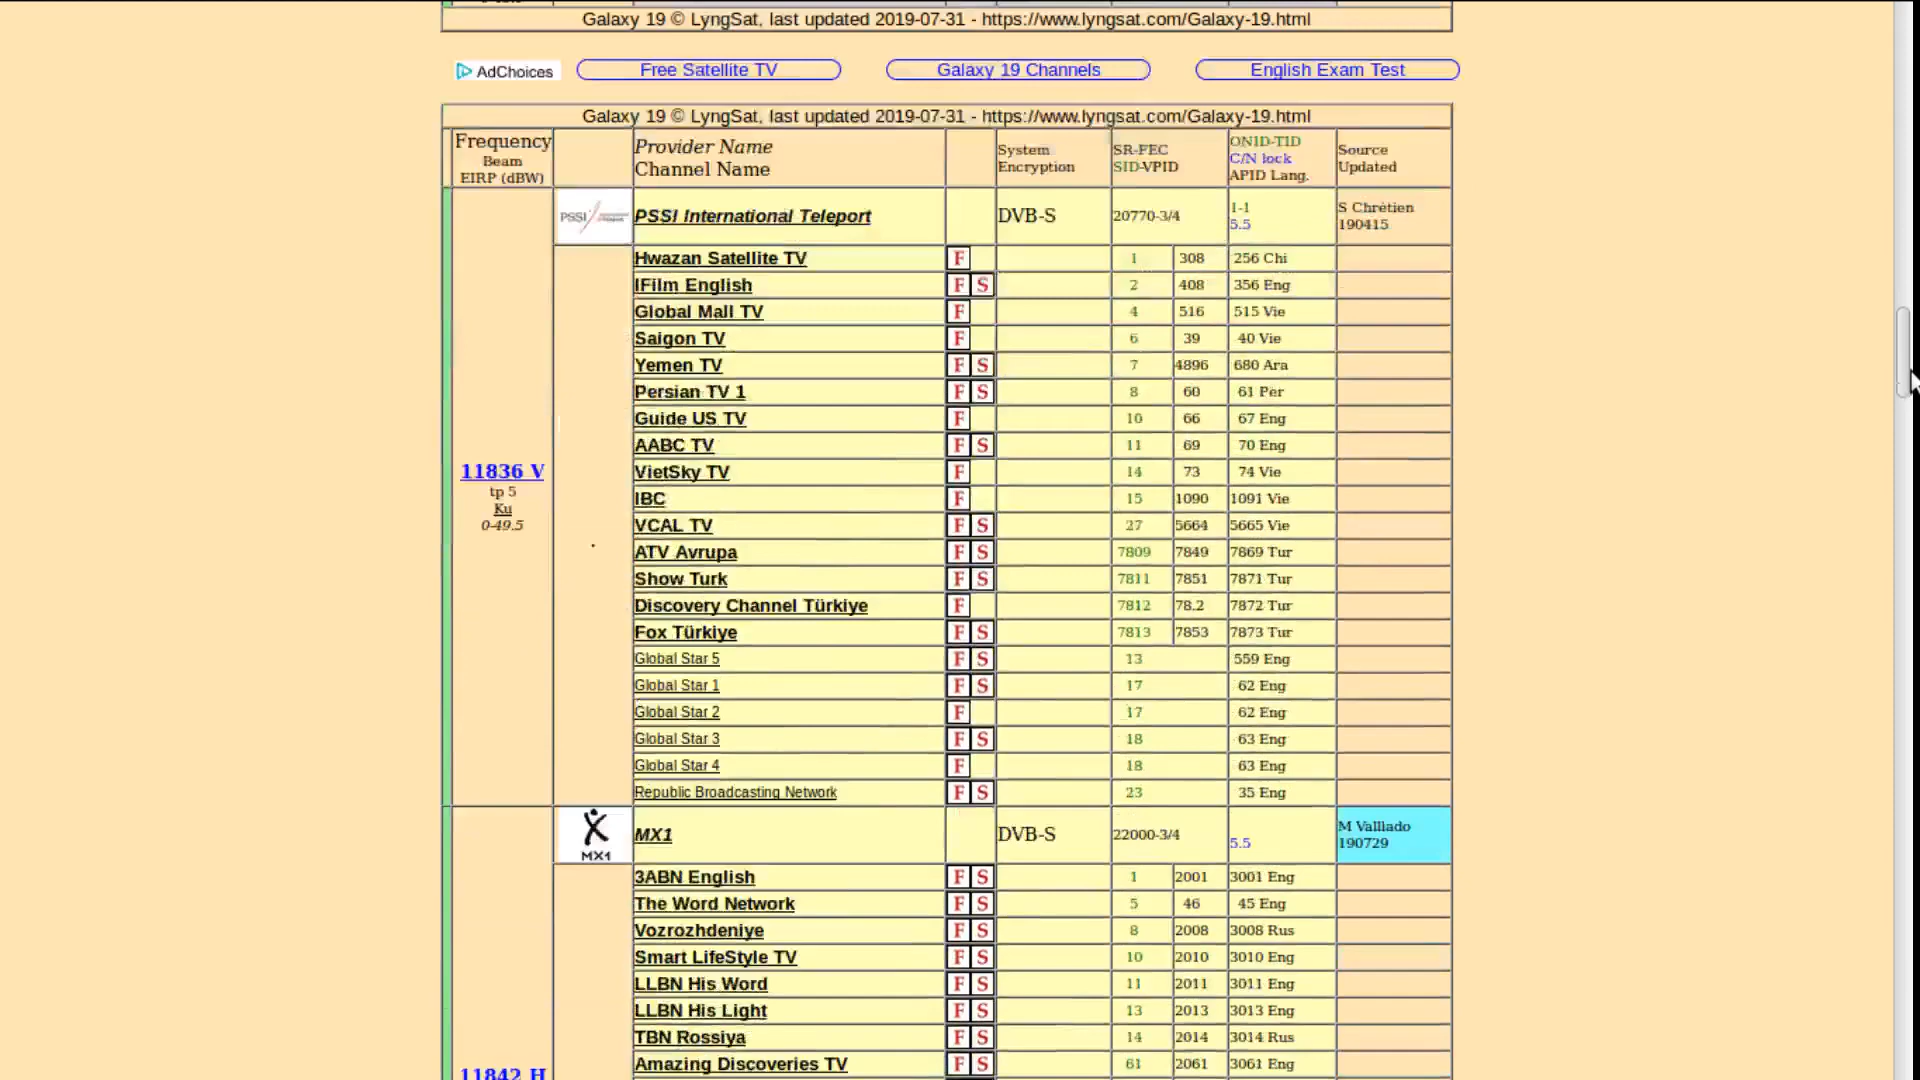 Galaxy 19 © LyngSat, last updated 2019-07-31 - https://www.lyngsat.com/Galaxy-19.html
AdChoices Free Satellite TV Galaxy 19 Channels English Exam Test
Galaxy 19 © LyngSat, last updated 2019-07-31 - https://www.lyngsat.com/Galaxy-19.html
Frequency
Beam
EIRP (dBW)
Provider Name
Channel Name
System
Encryption
SR-FEC
SID-VPID
ONID-TID
C/N lock
APID Lang.
Source
Updated
11836 V
tp 5
Ku
0-49.5
PSSI
PSSI International Teleport DVB-S 20770-3/4
1-1
5.5
S Chrétien
190415
Hwazan Satellite TV F 1 308 256 Chi
IFilm English F S 2 408 356 Eng
Global Mall TV F 4 516 515 Vie
Saigon TV F 6 39 40 Vie
Yemen TV F S 7 4896 680 Ara
Persian TV 1 F S 8 60 61 Per
Guide US TV F 10 66 67 Eng
AABC TV F S 11 69 70 Eng
VietSky TV F 14 73 74 Vie
IBC F 15 1090 1091 Vie
VCAL TV F S 27 5664 5665 Vie
ATV Avrupa F S 7809 7849 7869 Tur
Show Turk F S 7811 7851 7871 Tur
Discovery Channel Türkiye F 7812 78.2 7872 Tur
Fox Türkiye F S 7813 7853 7873 Tur
Global Star 5 F S 13 559 Eng
Global Star 1 F S 17 62 Eng
Global Star 2 F 17 62 Eng
Global Star 3 F S 18 63 Eng
Global Star 4 F 18 63 Eng
Republic Broadcasting Network F S 23 35 Eng
MX1
MX1 DVB-S 22000-3/4 5.5
M Valllado
190729
3ABN English F S 1 2001 3001 Eng
The Word Network F S 5 46 45 Eng
Vozrozhdeniye F S 8 2008 3008 Rus
Smart LifeStyle TV F S 10 2010 3010 Eng
LLBN His Word F S 11 2011 3011 Eng
LLBN His Light F S 13 2013 3013 Eng
TBN Rossiya F S 14 2014 3014 Rus
Amazing Discoveries TV F S 61 2061 3061 Eng
11842 H